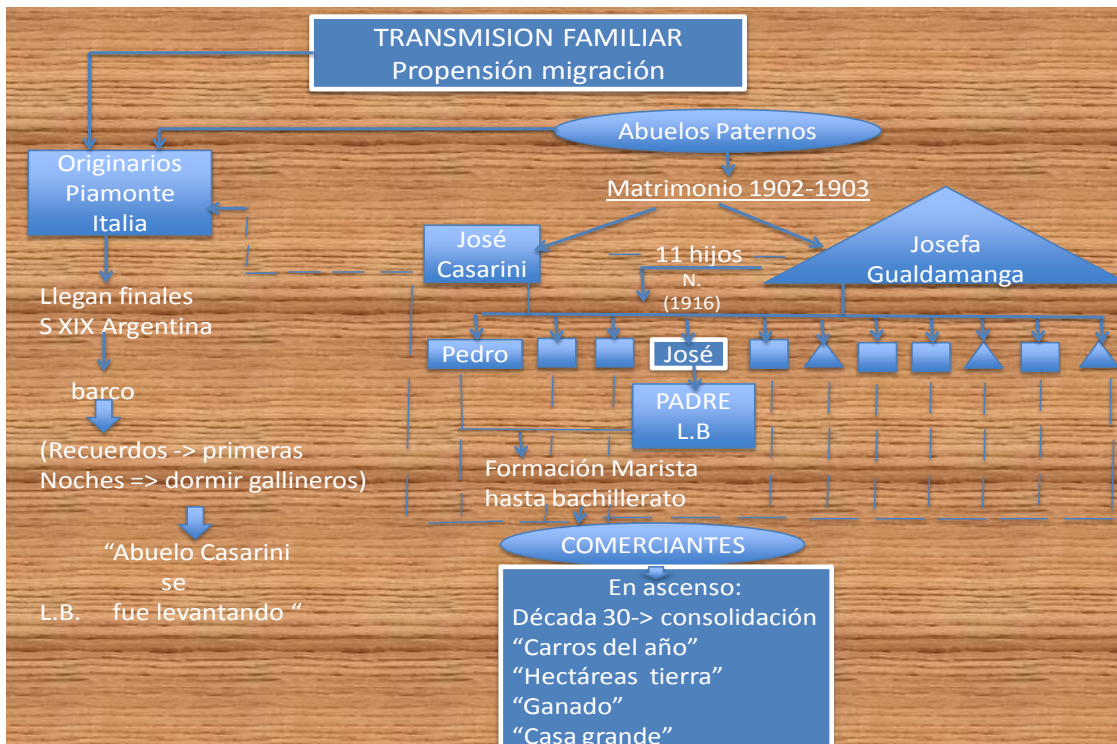 TRANSMISION FAMILIAR
Propensión migración
Abuelos Paternos
Originarios
Piamonte
Italia
Matrimonio 1902-1903
José
Casarini
11 hijos
N.
(1916)
Josefa
Gualdamanga
Llegan finales
S XIX Argentina
Pedro
José
barco
PADRE
L.B
(Recuerdos -> primeras
Noches => dormir gallineros)
Formación Marista
hasta bachillerato
“Abuelo Casarini
se
L.B. fue levantando “
COMERCIANTES
En ascenso:
Década 30-> consolidación
“Carros del año”
“Hectáreas tierra”
“Ganado”
“Casa grande”